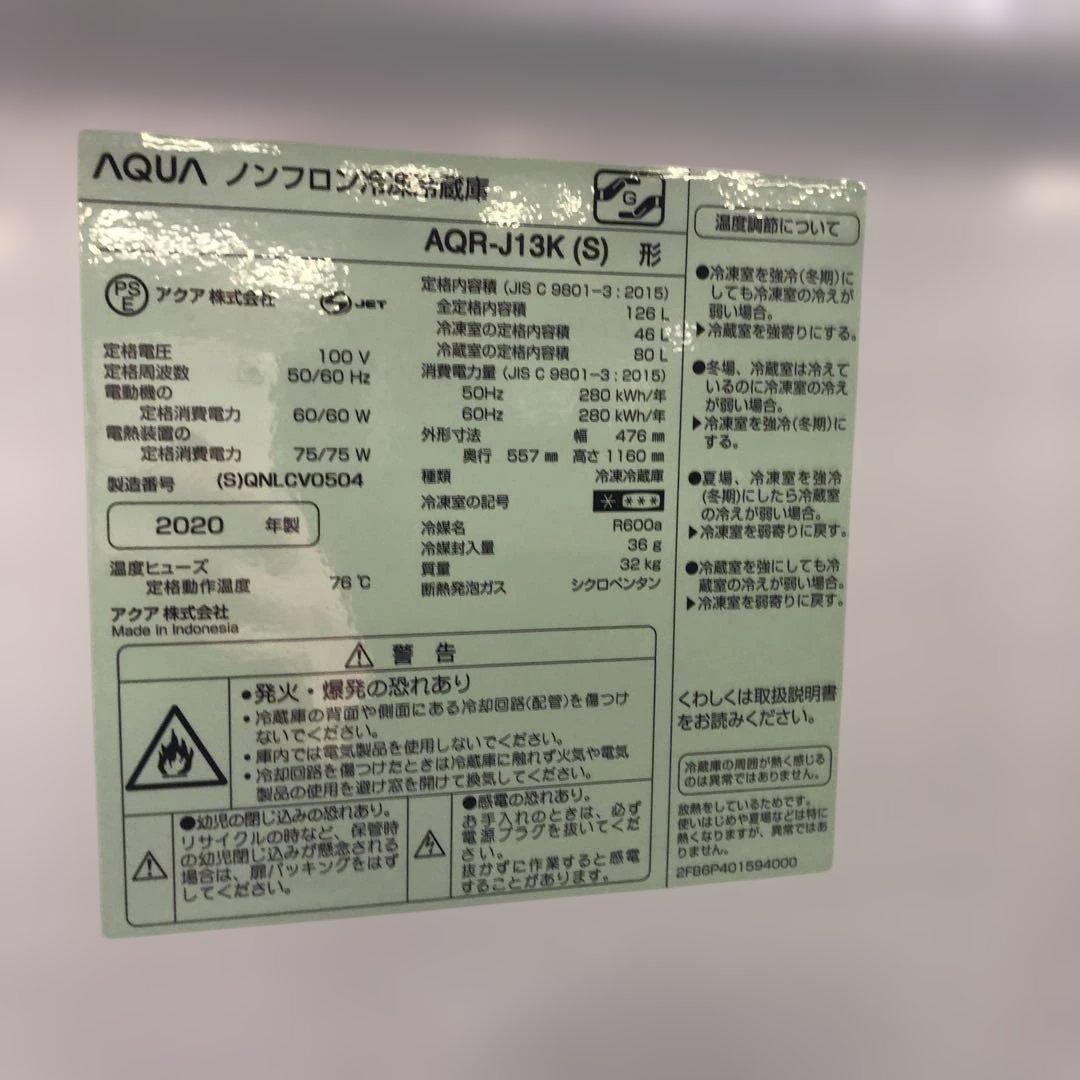 AQUA ノンフロン冷凍冷蔵庫
G
AQR-J13K (S) 形
PS
E
アクア 株式会社
S JET
定格電圧 100 V
定格周波数 50/60 Hz
電動機の
定格消費電力 60/60 W
電熱装置の
定格消費電力 75/75 W
製造番号 (S)QNLCV0504
2020 年製
温度ヒューズ
定格動作温度 76 ℃
アクア 株式会社
Made in Indonesia
定格内容積 (JIS C 9801-3 : 2015)
全定格内容積 126 L
冷凍室の定格内容積 46 L
冷蔵室の定格内容積 80 L
消費電力量 (JIS C 9801-3 : 2015)
50Hz 280 kWh/年
60Hz 280 kWh/年
外形寸法 幅 476 ㎜
奥行 557 ㎜ 高さ 1160 ㎜
種類 冷凍冷蔵庫
冷凍室の記号
冷媒名 R600a
冷媒封入量 36 g
質量 32 kg
断熱発泡ガス シクロペンタン
警 告
●発火・爆発の恐れあり
・冷蔵庫の背面や側面にある冷却回路(配管)を傷つけ
ないでください。
・庫内では電気製品を使用しないでください。
・冷却回路を傷つけたときは冷蔵庫に触れず火気や電気
製品の使用を避け窓を開けて換気してください。
●幼児の閉じ込みの恐れあり。
リサイクルの時など、保管時
の幼児閉じ込みが懸念される
場合は、扉パッキングをはず
してください。
●感電の恐れあり。
お手入れのときは、必ず
電源プラグを抜いてくだ
さい。
抜かずに作業すると感電
することがあります。
温度調節について
●冷凍室を強冷(冬期)に
しても冷凍室の冷えが
弱い場合。
▶冷蔵室を強寄りにする。
●冬場、冷蔵室は冷えて
いるのに冷凍室の冷え
が弱い場合。
▶冷凍室を強冷(冬期)に
する。
●夏場、冷凍室を強冷
(冬期)にしたら冷蔵室
の冷えが弱い場合。
▶冷凍室を弱寄りに戻す。
●冷蔵室を強にしても冷
蔵室の冷えが弱い場合。
▶冷凍室を弱寄りに戻す。
くわしくは取扱説明書
をお読みください。
冷蔵庫の周囲が熱く感じる
のは異常ではありません。
放熱をしているためです。
使いはじめや夏場などは特に
熱くなりますが、異常ではあ
りません。
2FB6P401594000